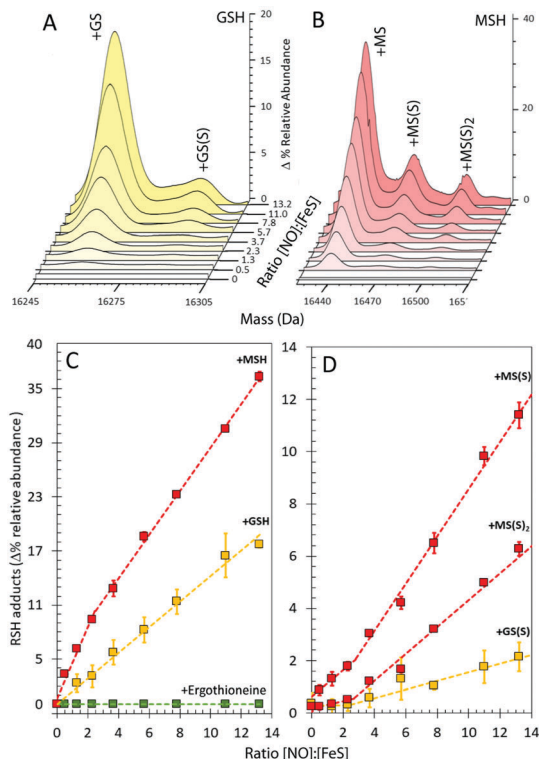 A
+GS
GSH
+GS(S)
20
15
10
5
0
Δ % Relative Abundance
13.2
11.0
7.8
5.7
3.7
2.3
1.3
0.5
0
Ratio [NO]:[FeS]
16245
16275
16305
B
+MS
MSH
+MS(S)
+MS(S)2
40
20
0
16440
16470
16500
165
Mass (Da)
C
40
36
29
23
17
11
5
0
+MSH
+GSH
+Ergothioneine
0 2 4 6 8 10 12 14
RSH adducts (Δ% relative abundance)
D
14
12
10
8
6
4
2
0
+MS(S)
+MS(S)2
+GS(S)
0 2 4 6 8 10 12 14
Ratio [NO]:[FeS]